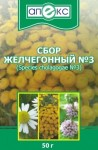 апекс
СБОР
ЖЕЛЧЕГОННЫЙ №3
(Species cholagogae №3)
50 г